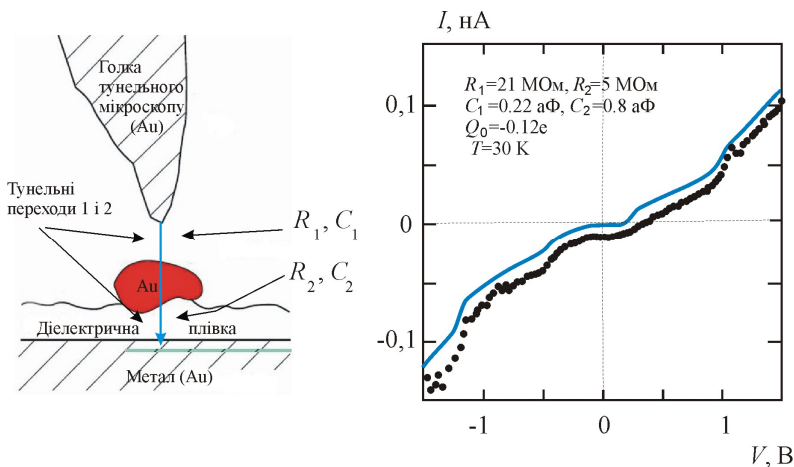 Голка
тунельного
мікроскопу
(Au)
Тунельні
переходи 1 і 2
R1, C1
Au
R2, C2
Діелектрична плівка
Метал (Au)
I, нА
R1=21 МОм, R2=5 МОм
C1=0.22 аФ, C2=0.8 аФ
Q0=-0.12e
T=30 K
0,1
0
-0,1
-1 0 1
V, В